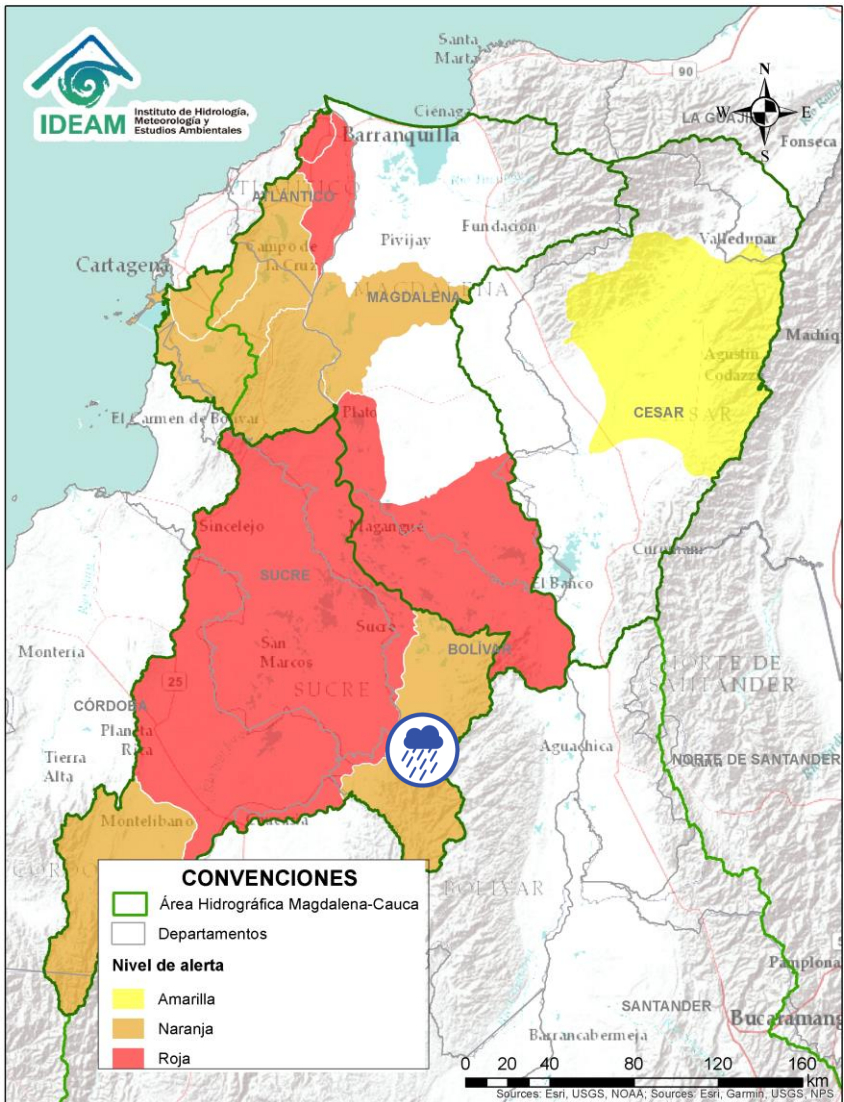 IDEAM
Instituto de Hidrología,
Meteorología y
Estudios Ambientales
Santa
Marta
90
N
W
E
S
LA GUAJI
Ciénaga
Fonseca
Barranquilla
ATLÁNTICO
Fundación
Pivijay
Valledupar
Campo de
la Cruz
Cartagena
MAGDALENA
Agustín
Codazzi
CESAR
El Carmen de Bolívar
Plato
Sincelejo
Magangué
SUCRE
Curumaní
El Banco
Sucre
San
Marcos
BOLÍVAR
Montería
NORTE DE
SANTANDER
SUCRE
25
CÓRDOBA
Planeta
Rica
Tierra
Alta
Aguachica
NORTE DE SANTANDER
Montelíbano
Caucasia
BOLÍVAR
CONVENCIONES
Área Hidrográfica Magdalena-Cauca
Departamentos
Nivel de alerta
Amarilla
Naranja
Roja
Pamplona
SANTANDER
Bucaramang
Barrancabermeja
0 20 40 80 120 160
km
Sources: Esri, USGS, NOAA; Sources: Esri, Garmin, USGS, NPS